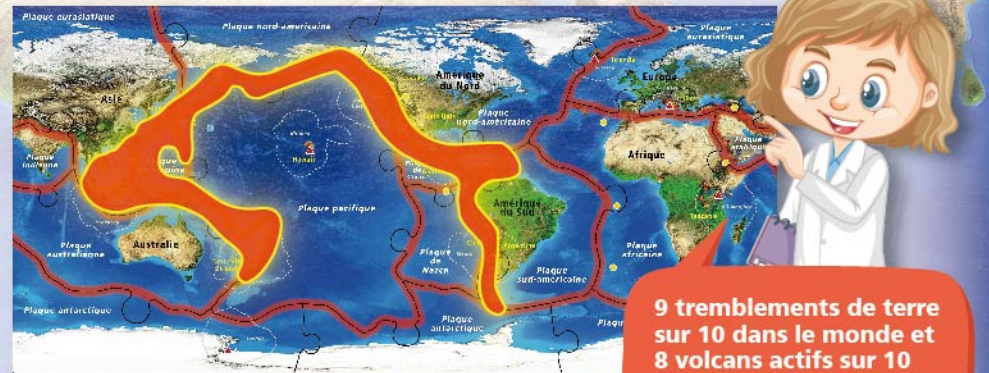 Plaque eurasiatique
Plaque nord-américaine
Plaque eurasiatique
Asie
Amérique
du Nord
Europe
Plaque
nord-américaine
Plaque
indienne
Hawaii
Afrique
Plaque
Plaque pacifique
Amérique
du Sud
Tanzanie
Plaque
australienne
Australie
Plaque
de
Nazca
Plaque
africaine
Plaque
sud-américaine
Plaque antarctique
Plaque
antarctique
9 tremblements de terre
sur 10 dans le monde et
8 volcans actifs sur 10